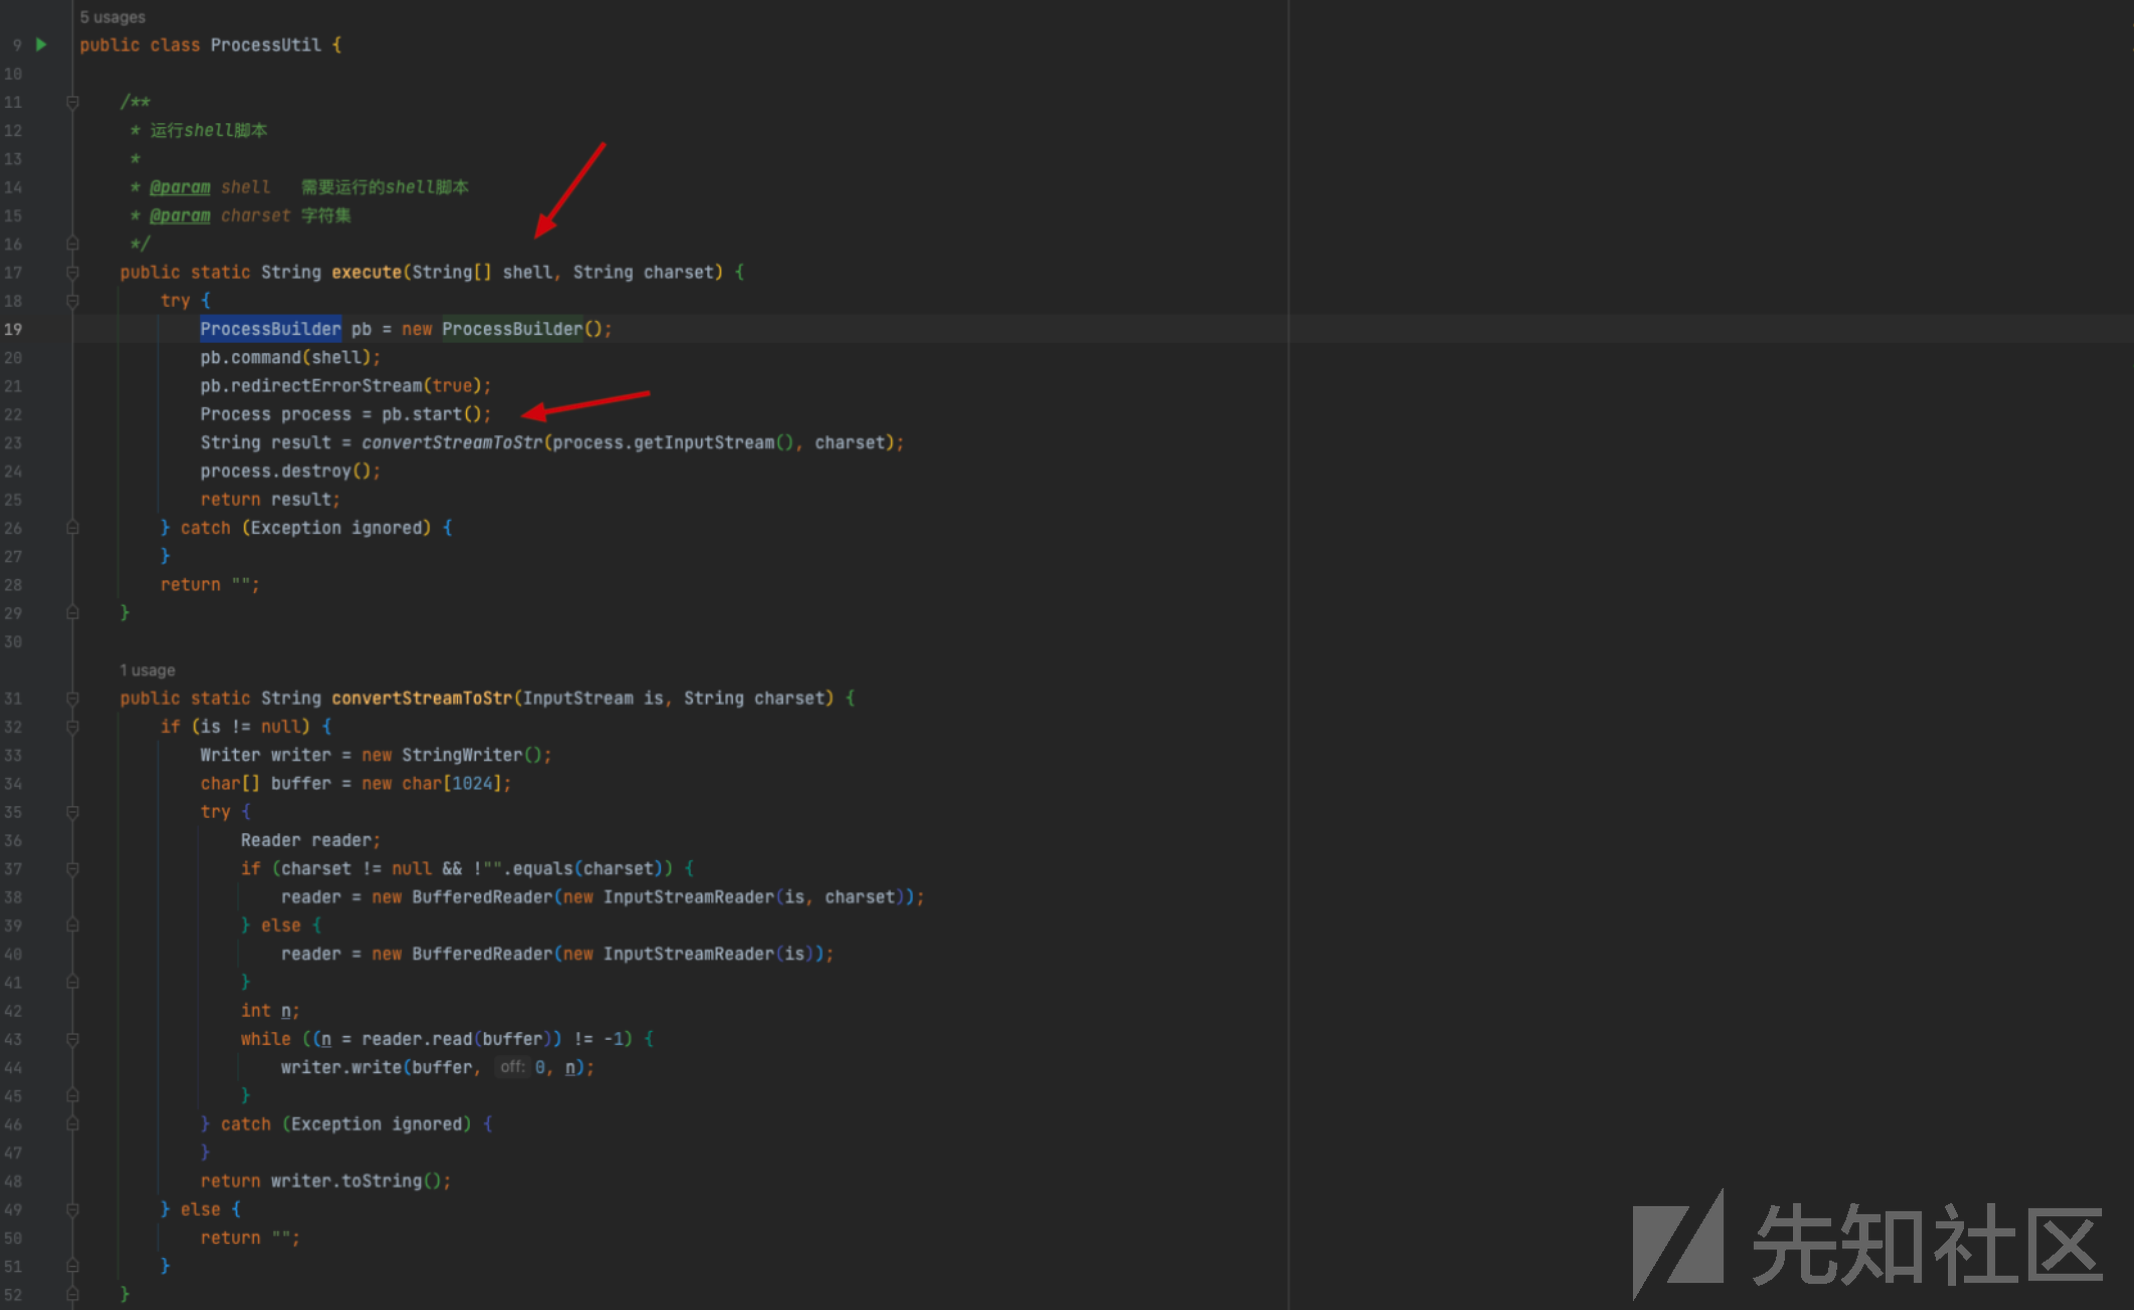 5 usages
9 public class ProcessUtil {
10
11 /**
12 * 运行shell脚本
13 *
14 * @param shell 需要运行的shell脚本
15 * @param charset 字符集
16 */
17 public static String execute(String[] shell, String charset) {
18 try {
19 ProcessBuilder pb = new ProcessBuilder();
20 pb.command(shell);
21 pb.redirectErrorStream(true);
22 Process process = pb.start();
23 String result = convertStreamToStr(process.getInputStream(), charset);
24 process.destroy();
25 return result;
26 } catch (Exception ignored) {
27 }
28 return "";
29 }
30
1 usage
31 public static String convertStreamToStr(InputStream is, String charset) {
32 if (is != null) {
33 Writer writer = new StringWriter();
34 char[] buffer = new char[1024];
35 try {
36 Reader reader;
37 if (charset != null && !"".equals(charset)) {
38 reader = new BufferedReader(new InputStreamReader(is, charset));
39 } else {
40 reader = new BufferedReader(new InputStreamReader(is));
41 }
42 int n;
43 while ((n = reader.read(buffer)) != -1) {
44 writer.write(buffer, off: 0, n);
45 }
46 } catch (Exception ignored) {
47 }
48 return writer.toString();
49 } else {
50 return "";
51 }
52 }
先知社区